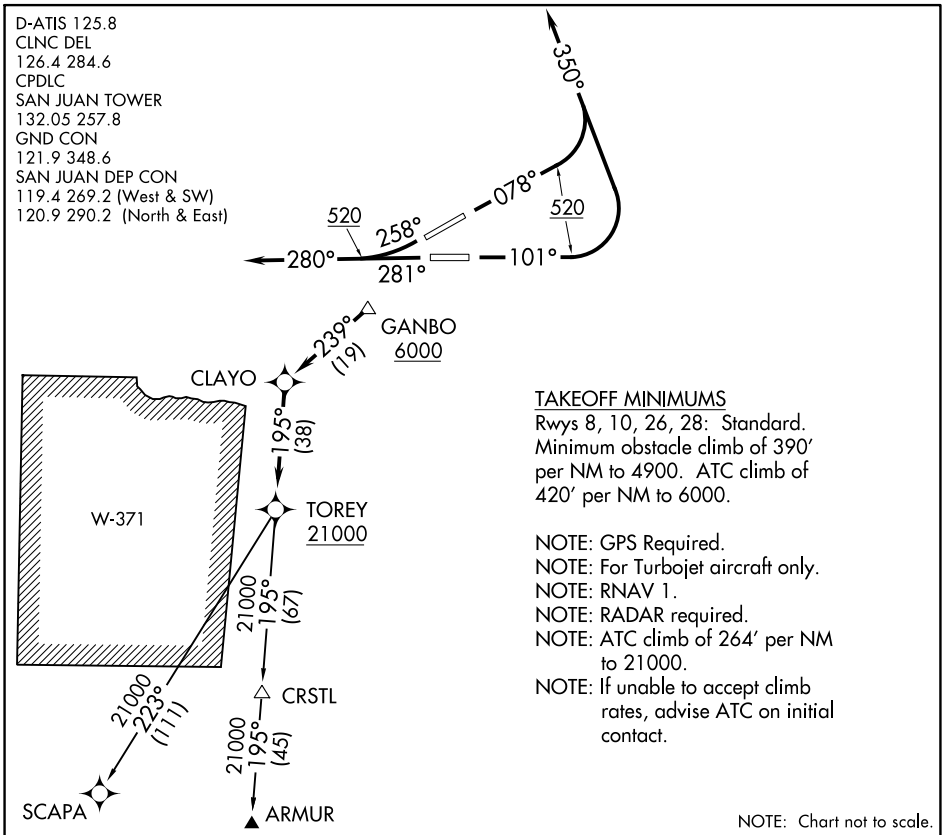 D-ATIS 125.8
CLNC DEL
126.4 284.6
CPDLC
SAN JUAN TOWER
132.05 257.8
GND CON
121.9 348.6
SAN JUAN DEP CON
119.4 269.2 (West & SW)
120.9 290.2 (North & East)
350°
078°
520
520
258°
280°
281°
101°
GANBO
6000
239°
(19)
CLAYO
195°
(38)
TOREY
21000
W-371
21000
195°
(67)
21000
223°
(111)
CRSTL
21000
195°
(45)
SCAPA
ARMUR
TAKEOFF MINIMUMS
Rwys 8, 10, 26, 28: Standard.
Minimum obstacle climb of 390'
per NM to 4900. ATC climb of
420' per NM to 6000.
NOTE: GPS Required.
NOTE: For Turbojet aircraft only.
NOTE: RNAV 1.
NOTE: RADAR required.
NOTE: ATC climb of 264' per NM
to 21000.
NOTE: If unable to accept climb
rates, advise ATC on initial
contact.
NOTE: Chart not to scale.